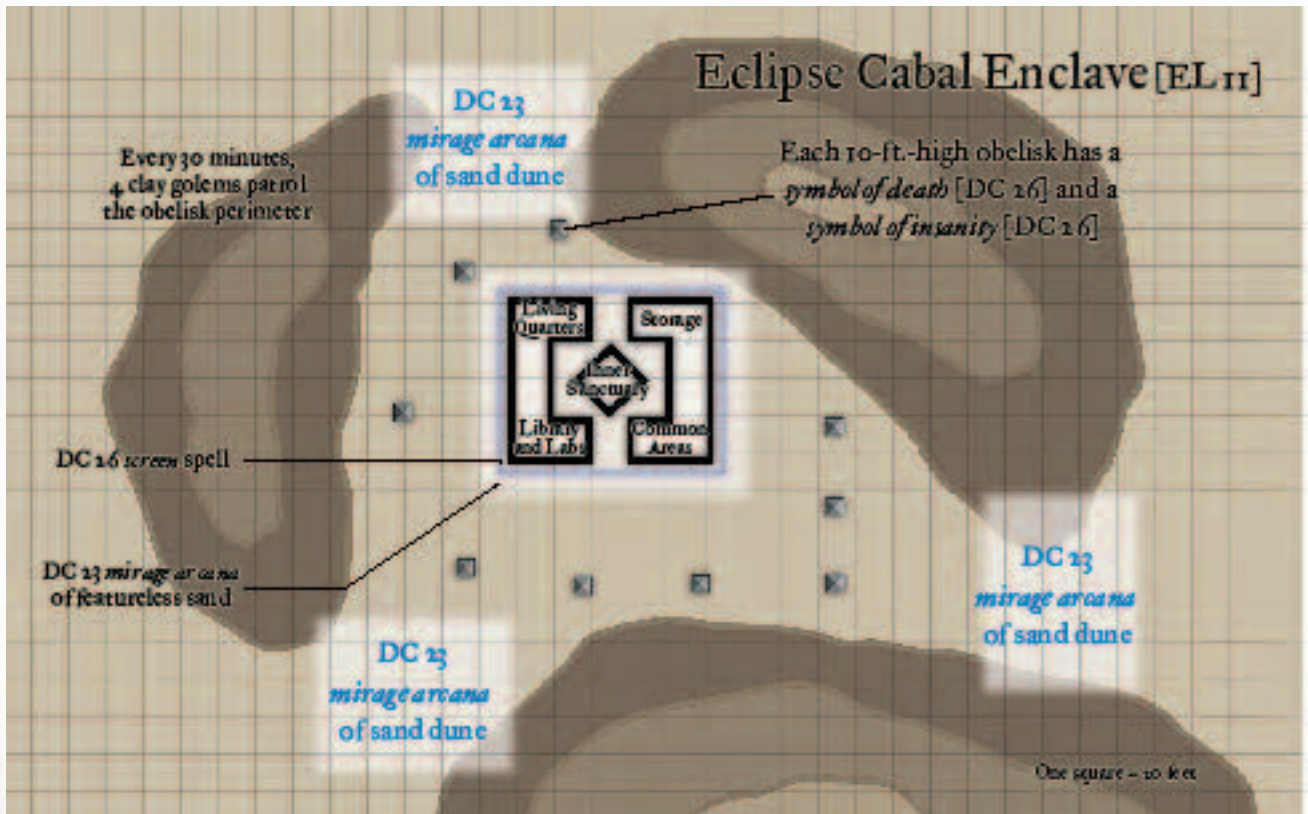 Eclipse Cabal Enclave [EL 11]
DC 23
mirage arcana
of sand dune
Every 30 minutes,
4 clay golems patrol
the obelisk perimeter
Each 10-ft.-high obelisk has a
symbol of death [DC 26] and a
symbol of insanity [DC 26]
Living
Quarters
Storage
Inner
Sanctuary
Library
and Labs
Common
Areas
DC 26 screen spell
DC 23 mirage arcana
of featureless sand
DC 23
mirage arcana
of sand dune
DC 23
mirage arcana
of sand dune
One square = 20 feet